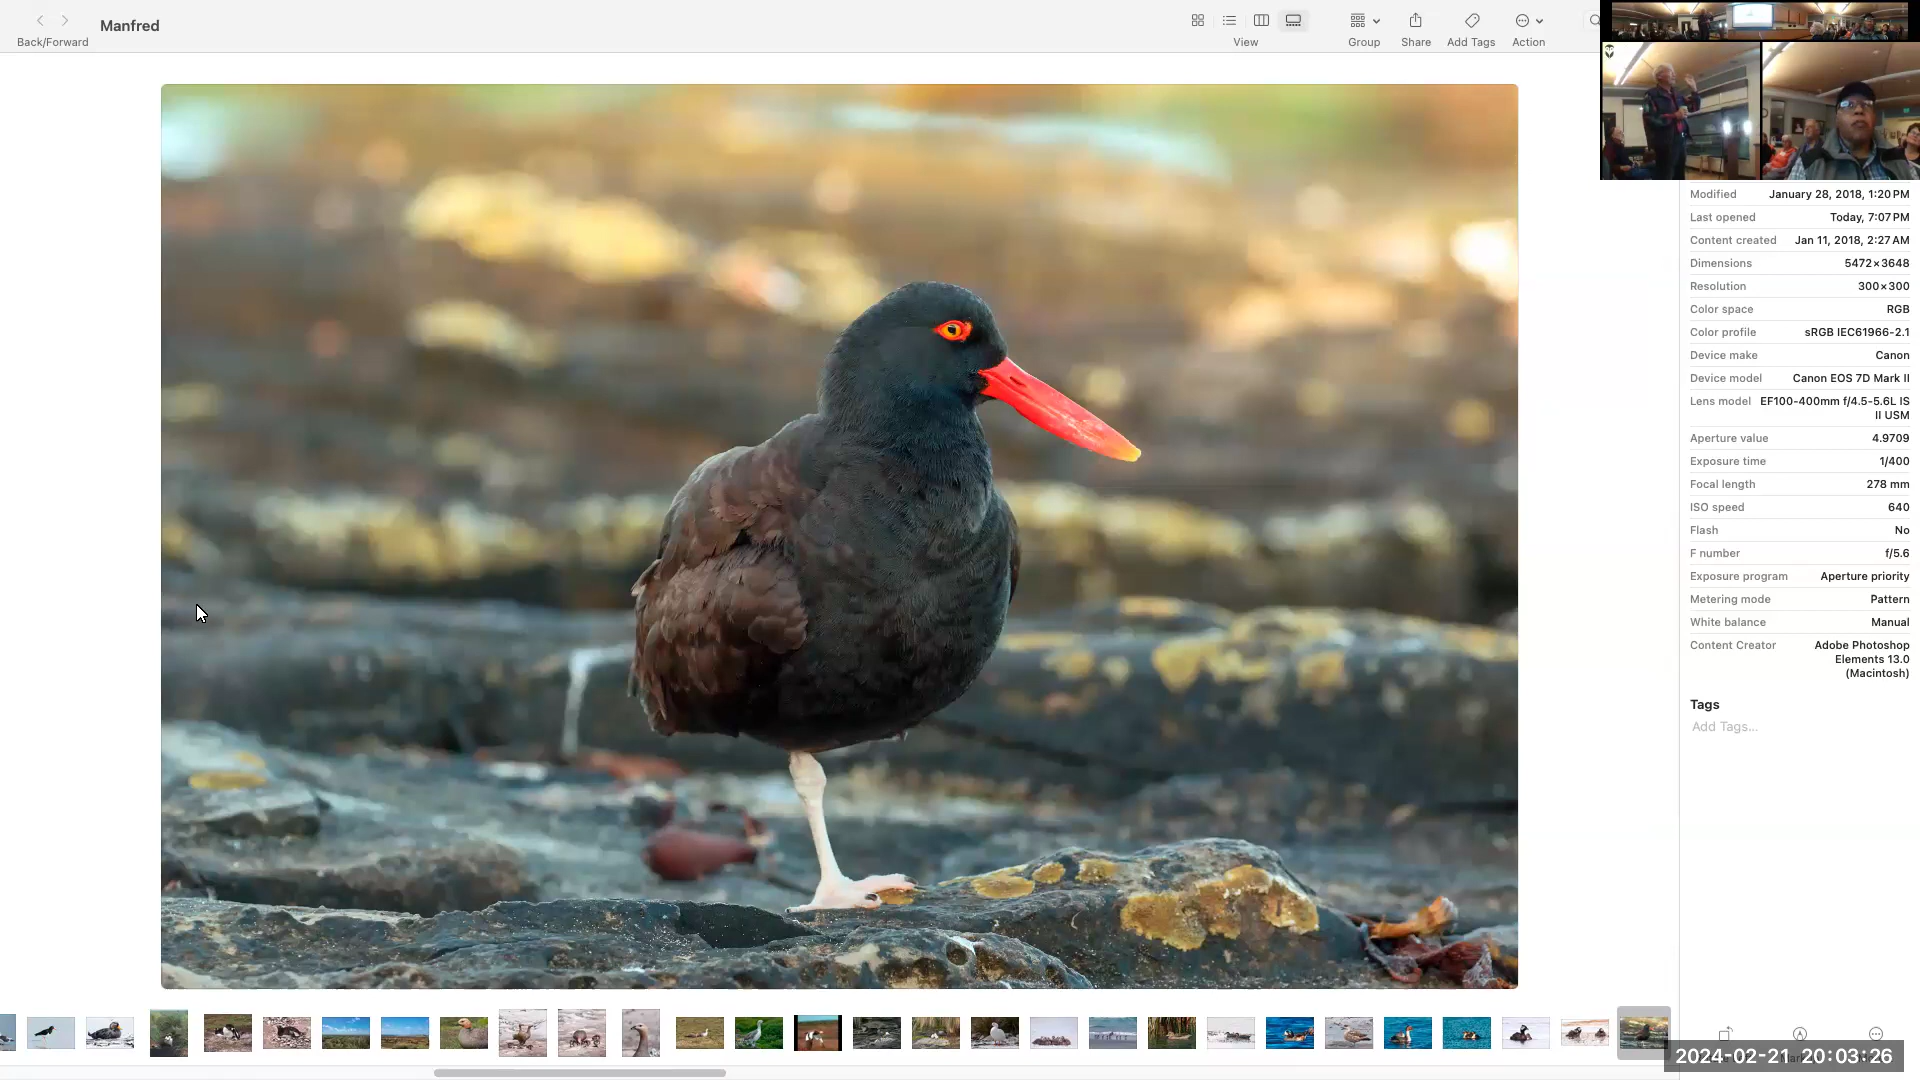 Manfred
Back/Forward
View
Group
Share
Add Tags
Action
Modified January 28, 2018, 1:20 PM
Last opened Today, 7:07 PM
Content created Jan 11, 2018, 2:27 AM
Dimensions 5472×3648
Resolution 300×300
Color space RGB
Color profile sRGB IEC61966-2.1
Device make Canon
Device model Canon EOS 7D Mark II
Lens model EF100-400mm f/4.5-5.6L IS
II USM
Aperture value 4.9709
Exposure time 1/400
Focal length 278 mm
ISO speed 640
Flash No
F number f/5.6
Exposure program Aperture priority
Metering mode Pattern
White balance Manual
Content Creator Adobe Photoshop
Elements 13.0
(Macintosh)
Tags
Add Tags...
2024-02-21 20:03:26